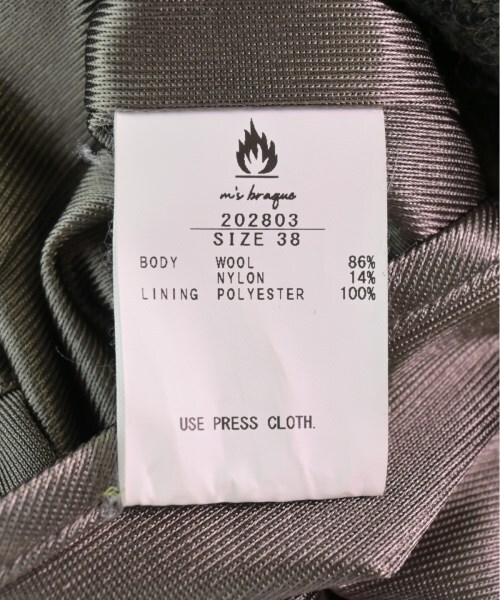 m's braque
202803
SIZE 38
BODY WOOL 86%
NYLON 14%
LINING POLYESTER 100%
USE PRESS CLOTH.